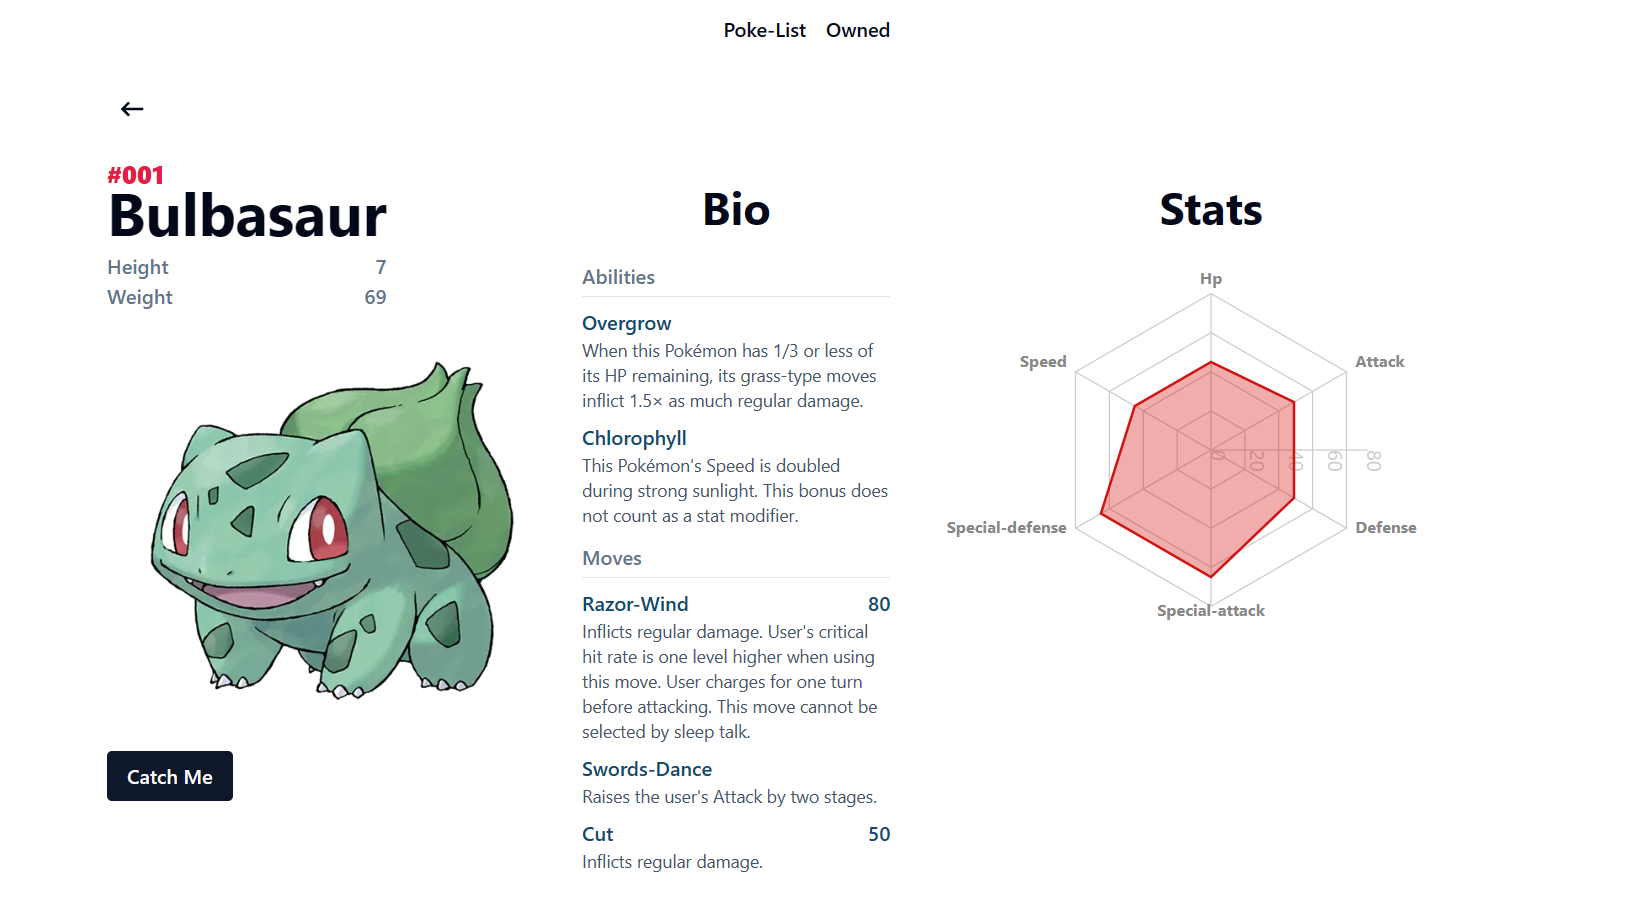 Poke-List Owned
#001
Bulbasaur
Height 7
Weight 69
Catch Me
Bio
Abilities
Overgrow
When this Pokémon has 1/3 or less of
its HP remaining, its grass-type moves
inflict 1.5× as much regular damage.
Chlorophyll
This Pokémon's Speed is doubled
during strong sunlight. This bonus does
not count as a stat modifier.
Moves
Razor-Wind 80
Inflicts regular damage. User's critical
hit rate is one level higher when using
this move. User charges for one turn
before attacking. This move cannot be
selected by sleep talk.
Swords-Dance
Raises the user's Attack by two stages.
Cut 50
Inflicts regular damage.
Stats
Hp
Speed Attack
0 20 40 60 80
Special-defense Defense
Special-attack